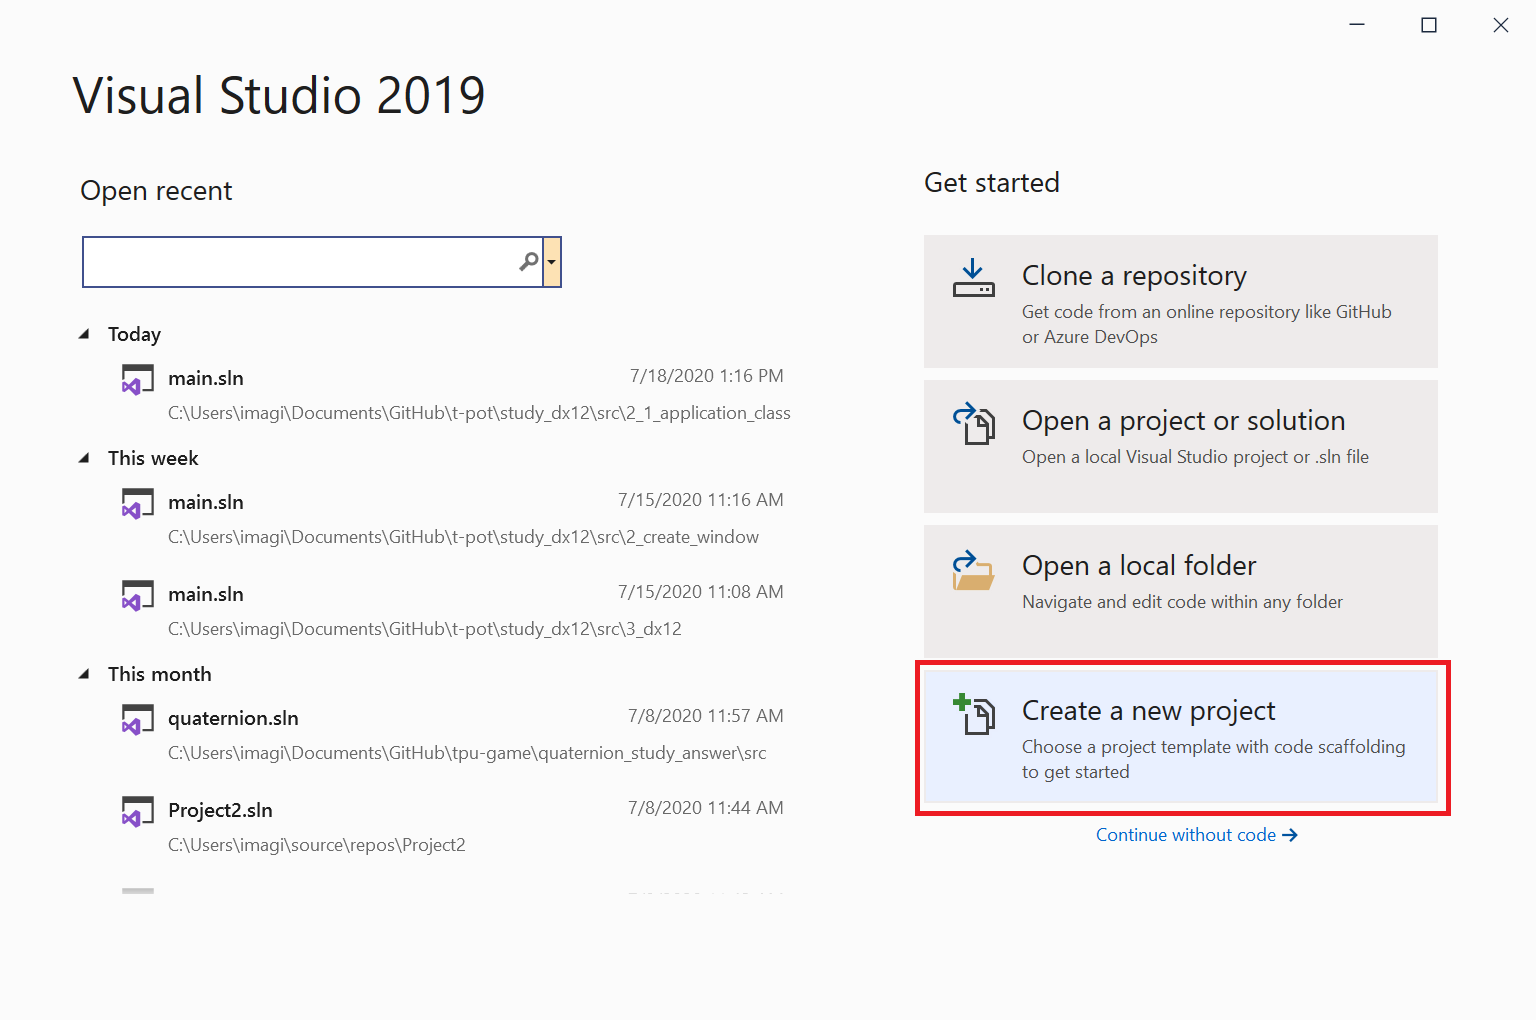 Visual Studio 2019
Open recent
Today
main.sln 7/18/2020 1:16 PM
C:\Users\imagi\Documents\GitHub\t-pot\study_dx12\src\2_1_application_class
This week
main.sln 7/15/2020 11:16 AM
C:\Users\imagi\Documents\GitHub\t-pot\study_dx12\src\2_create_window
main.sln 7/15/2020 11:08 AM
C:\Users\imagi\Documents\GitHub\t-pot\study_dx12\src\3_dx12
This month
quaternion.sln 7/8/2020 11:57 AM
C:\Users\imagi\Documents\GitHub\tpu-game\quaternion_study_answer\src
Project2.sln 7/8/2020 11:44 AM
C:\Users\imagi\source\repos\Project2
Get started
Clone a repository
Get code from an online repository like GitHub
or Azure DevOps
Open a project or solution
Open a local Visual Studio project or .sln file
Open a local folder
Navigate and edit code within any folder
Create a new project
Choose a project template with code scaffolding
to get started
Continue without code